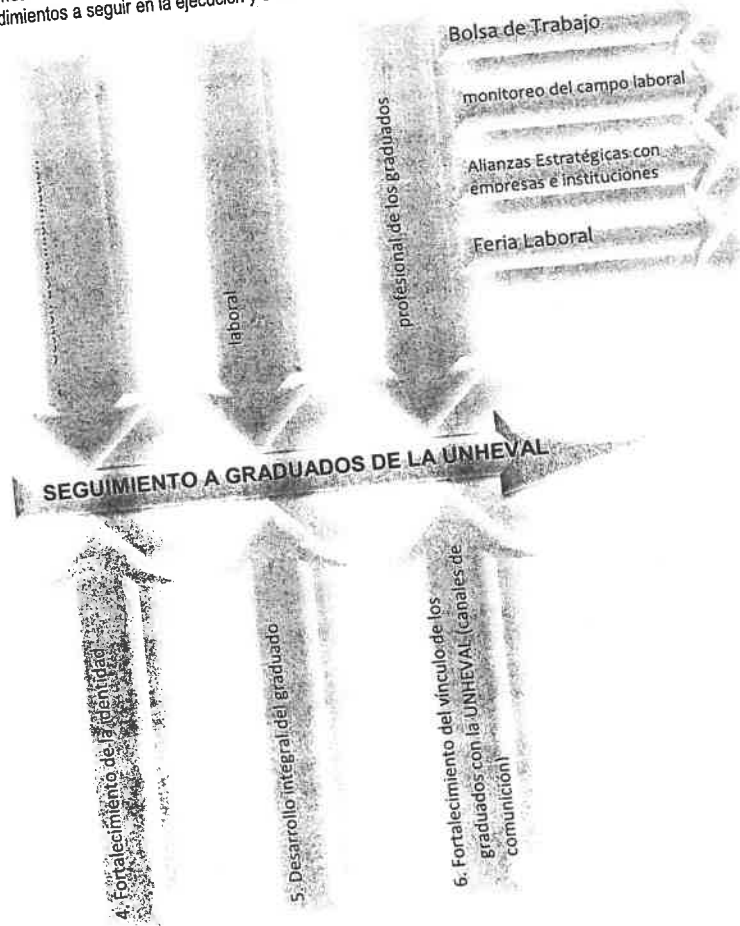 dimientos a seguir en la ejecución y
Bolsa de Trabajo
monitoreo del campo laboral
Alianzas Estratégicas con
empresas e instituciones
Feria Laboral
laboral
profesional de los graduados
SEGUIMIENTO A GRADUADOS DE LA UNHEVAL
4. Fortalecimiento de la identidad
5. Desarrollo integral del graduado
6. Fortalecimiento del vínculo de los
graduados con la UNHEVAL (canales de
comunición)